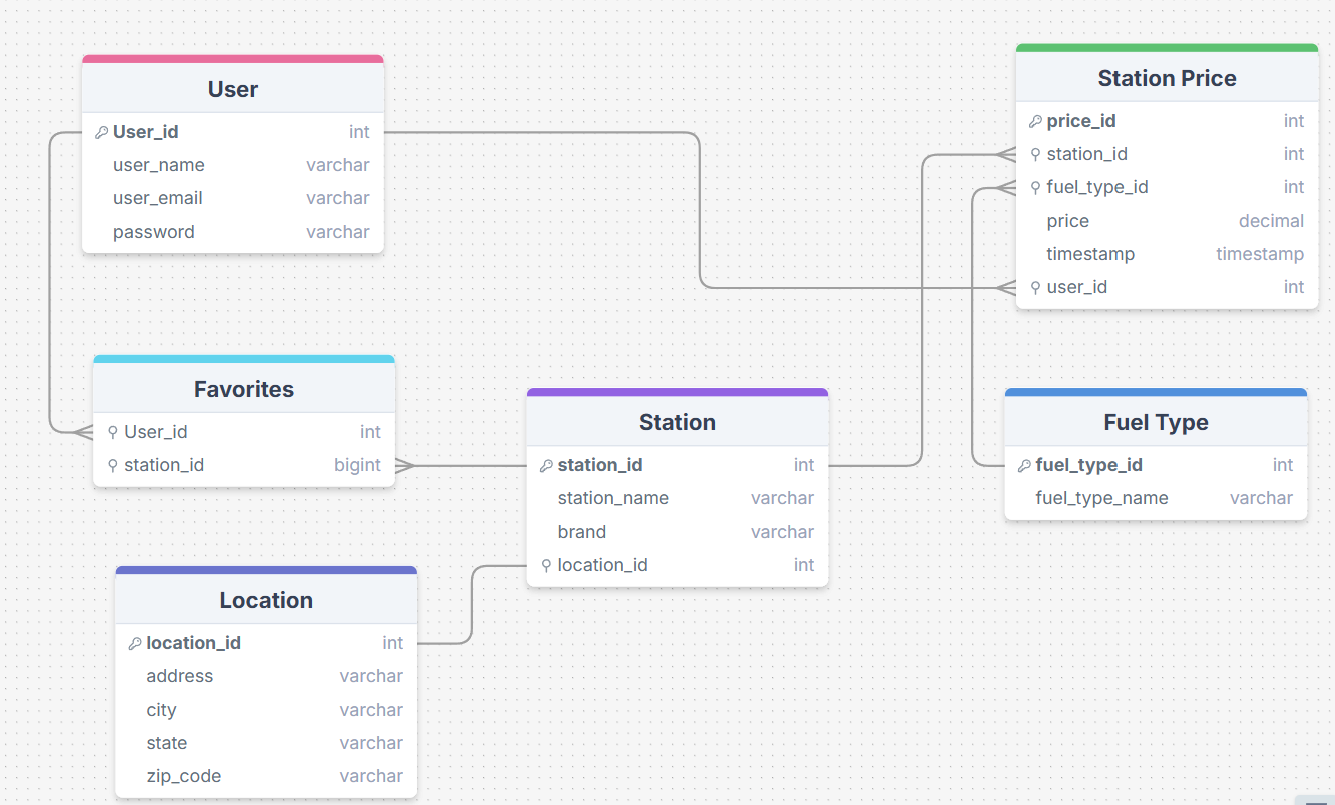 User
User_id int
user_name varchar
user_email varchar
password varchar
Station Price
price_id int
station_id int
fuel_type_id int
price decimal
timestamp timestamp
user_id int
Favorites
User_id int
station_id bigint
Station
station_id int
station_name varchar
brand varchar
location_id int
Fuel Type
fuel_type_id int
fuel_type_name varchar
Location
location_id int
address varchar
city varchar
state varchar
zip_code varchar